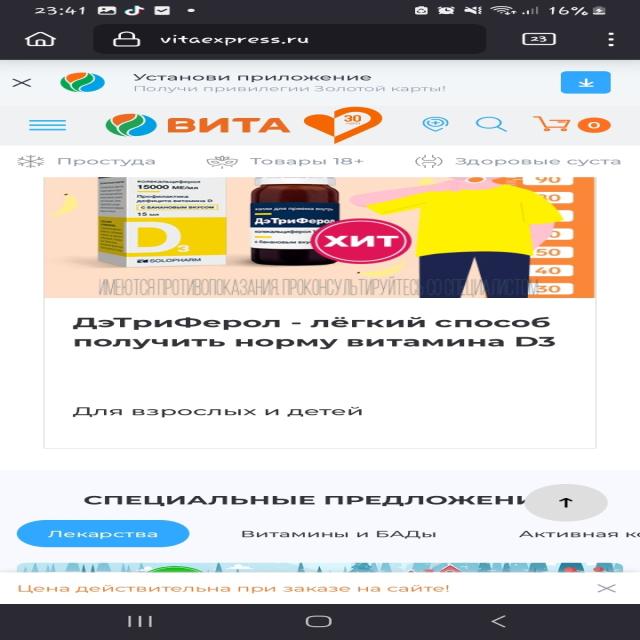 23:41
16%
vitaexpress.ru
23
Установи приложение
Получи привилегии Золотой карты!
ВИТА
30
0
Простуда
Товары 18+
Здоровые суста
15000 МЕ/мл
Профилактика
дефицита витамина D
С БАНАНОВЫМ ВКУСОМ
15 мл
D3
SOLOPHARM
капли для приема внутрь
ДэТриФерол
с банановым вкусом
ХИТ
90
50
40
30
ИМЕЮТСЯ ПРОТИВОПОКАЗАНИЯ. ПРОКОНСУЛЬТИРУЙТЕСЬ СО СПЕЦИАЛИСТОМ
ДэТриФерол - лёгкий способ
получить норму витамина D3
Для взрослых и детей
СПЕЦИАЛЬНЫЕ ПРЕДЛОЖЕНИ
Лекарства
Витамины и БАДы
Активная к
Цена действительна при заказе на сайте!